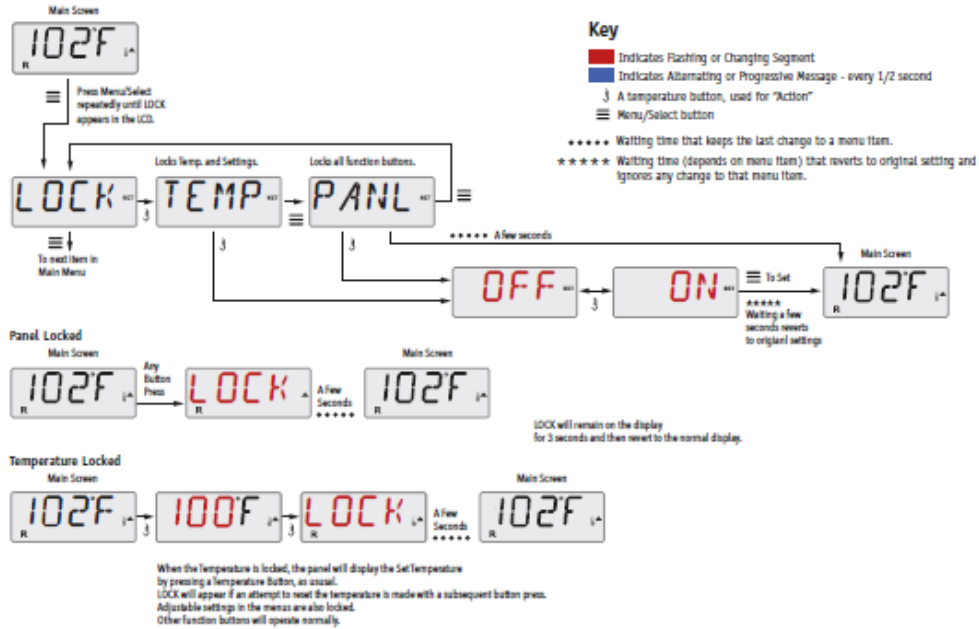 Main Screen
102°F
R
Press Menu/Select
repeatedly until LOCK
appears in the LCD.
Key
Indicates Flashing or Changing Segment
Indicates Alternating or Progressive Message - every 1/2 second
A temperature button, used for "Action"
Menu/Select button
***** Waiting time that keeps the last change to a menu item.
***** Waiting time (depends on menu item) that reverts to original setting and
ignores any change to that menu item.
Locks Temp. and Settings.
Locks all function buttons.
LOCK SET
TEMP SET
PANL SET
To next item in
Main Menu
***** A few seconds
OFF SET
ON SET
To Set
*****
Waiting a few
seconds reverts
to origianl settings
Main Screen
102°F
R
Panel Locked
Main Screen
102°F
R
Any
Button
Press
LOCK
R
A Few
Seconds
*****
Main Screen
102°F
R
LOCK will remain on the display
for 3 seconds and then revert to the normal display.
Temperature Locked
Main Screen
102°F
R
100°F
LOCK
R
A Few
Seconds
*****
Main Screen
102°F
R
When the Temperature is locked, the panel will display the Set Temperature
by pressing a Temperature Button, as ususal.
LOCK will appear if an attempt to reset the temperature is made with a subsequent button press.
Adjustable settings in the menus are also locked.
Other function buttons will operate normally.